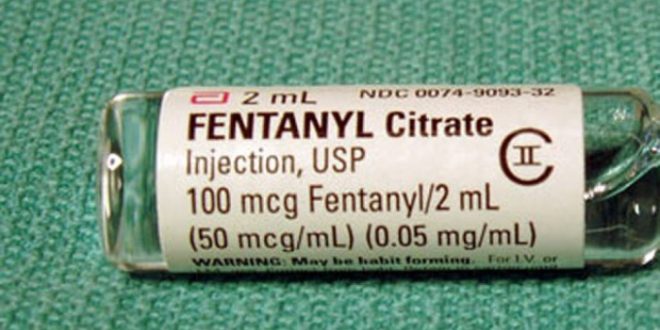 2 mL NDC 0074-9093-32
FENTANYL Citrate
CII
Injection, USP
100 mcg Fentanyl/2 mL
(50 mcg/mL) (0.05 mg/mL)
WARNING: May be habit forming. For I.V. or